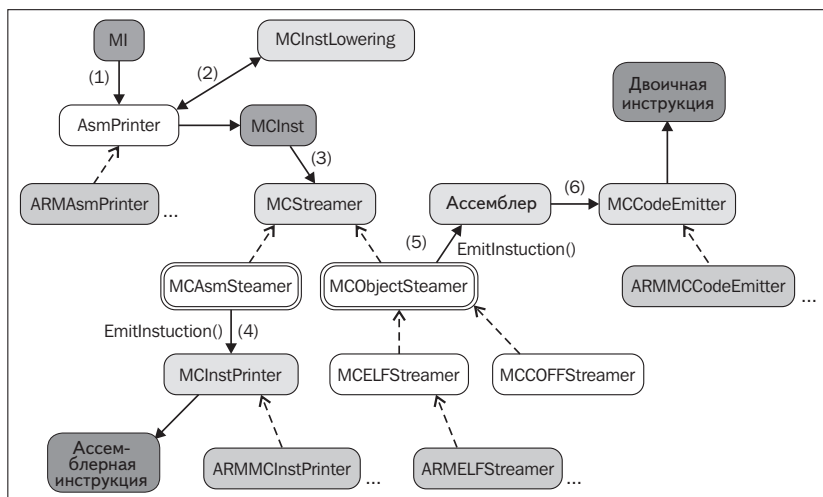 MI
MCInstLowering
(1)
(2)
Двоичная
инструкция
AsmPrinter
MCInst
(3)
(6)
ARMAsmPrinter
...
MCStreamer
Ассемблер
MCCodeEmitter
(5)
EmitInstuction()
MCAsmSteamer
MCObjectSteamer
ARMMCCodeEmitter
...
EmitInstuction()
(4)
MCInstPrinter
MCELFStreamer
MCCOFFStreamer
Ассем-
блерная
инструкция
ARMMCInstPrinter
...
ARMELFStreamer
...